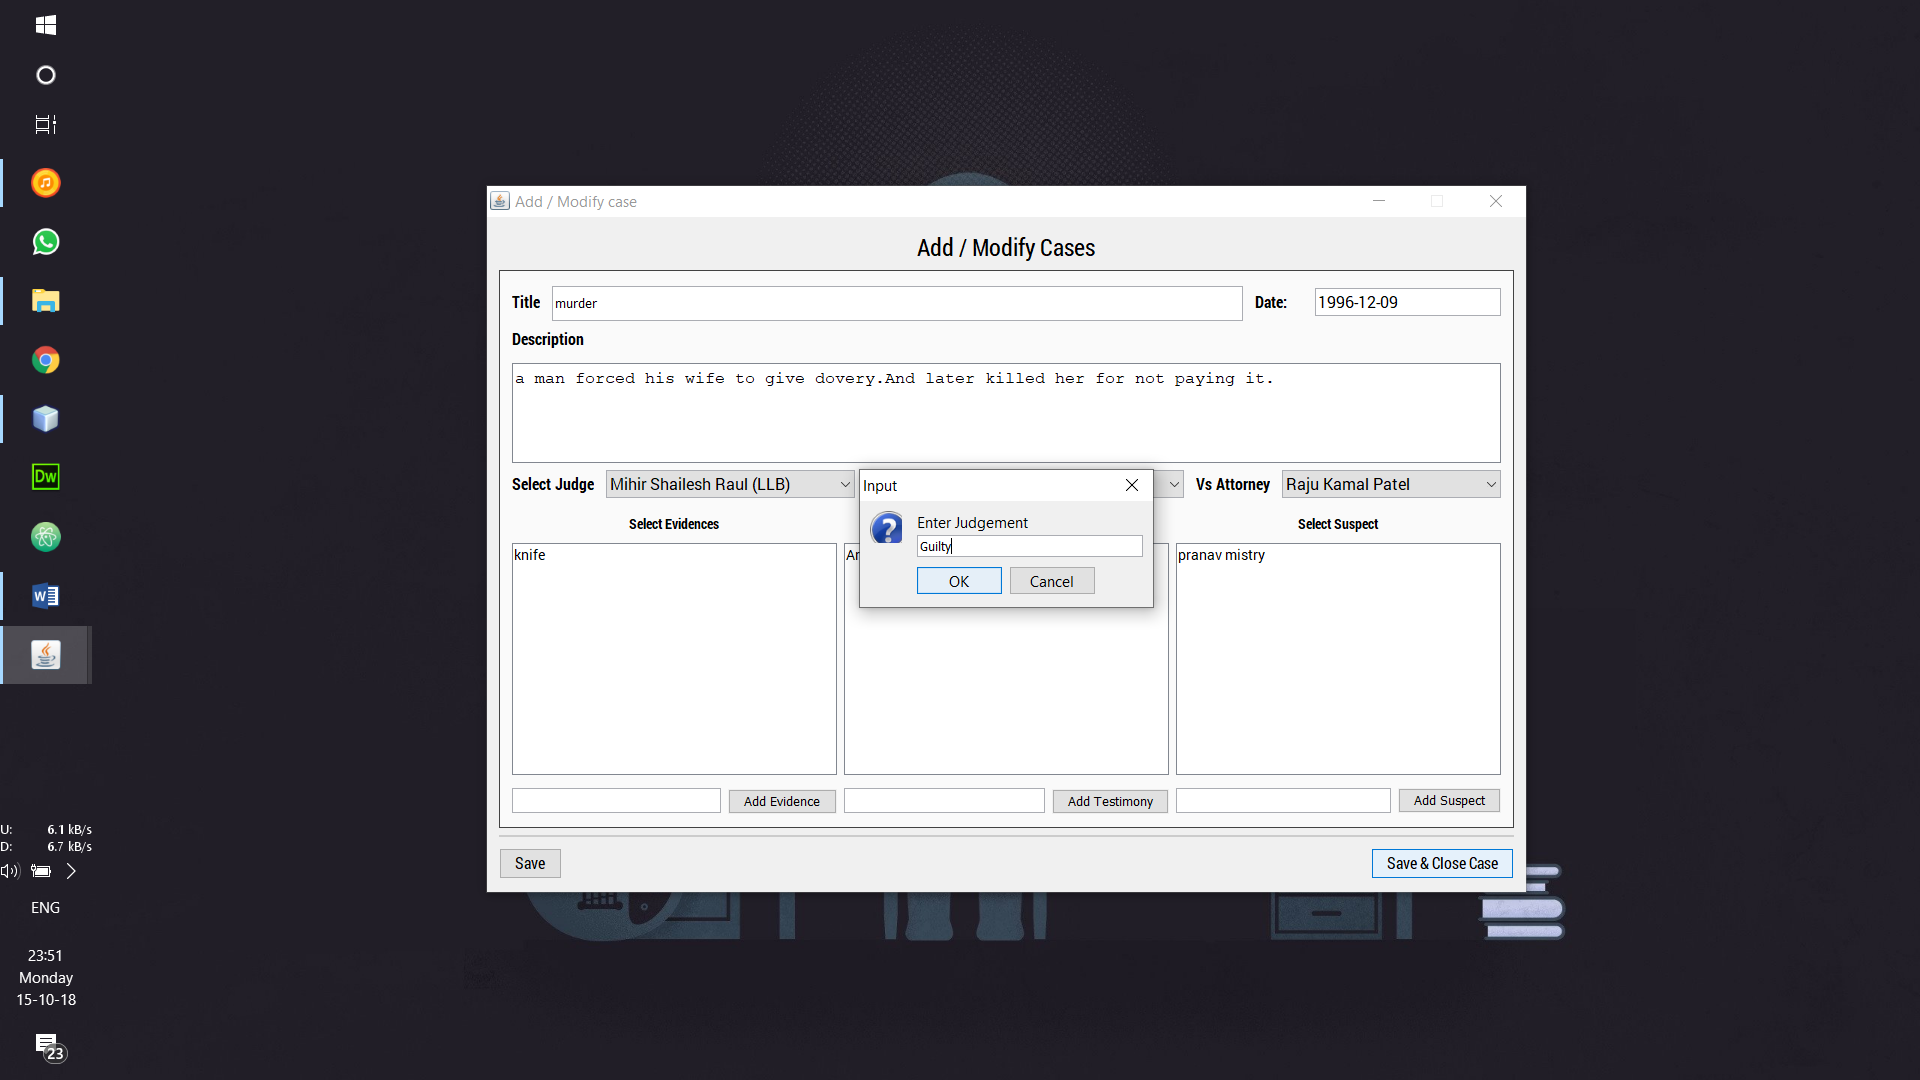 Add / Modify case
Add / Modify Cases
Title murder Date: 1996-12-09
Description
a man forced his wife to give dovery.And later killed her for not paying it.
Select Judge Mihir Shailesh Raul (LLB) Vs Attorney Raju Kamal Patel
Input
Enter Judgement
Guilty
OK Cancel
Select Evidences Select Suspect
knife pranav mistry
Add Evidence Add Testimony Add Suspect
Save Save & Close Case
Dw
W
U: 6.1 kB/s
D: 6.7 kB/s
ENG
23:51
Monday
15-10-18
23